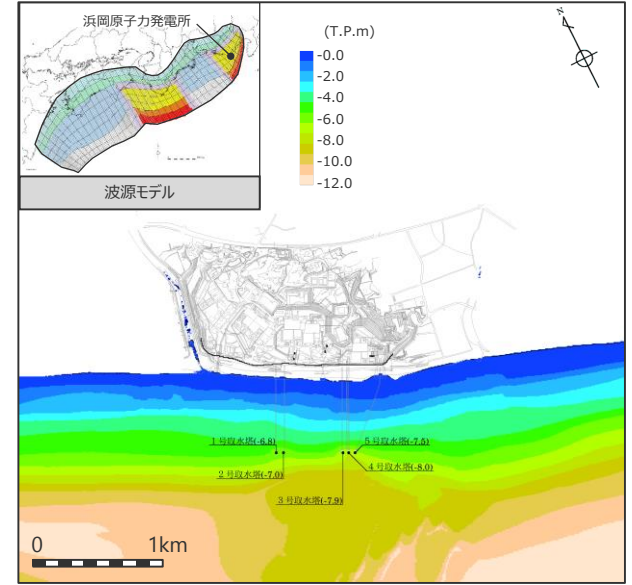 浜岡原子力発電所
波源モデル
(T.P.m)
-0.0
-2.0
-4.0
-6.0
-8.0
-10.0
-12.0
N
1号取水塔(-6.8)
2号取水塔(-7.0)
3号取水塔(-7.9)
4号取水塔(-8.0)
5号取水塔(-7.5)
0 1km